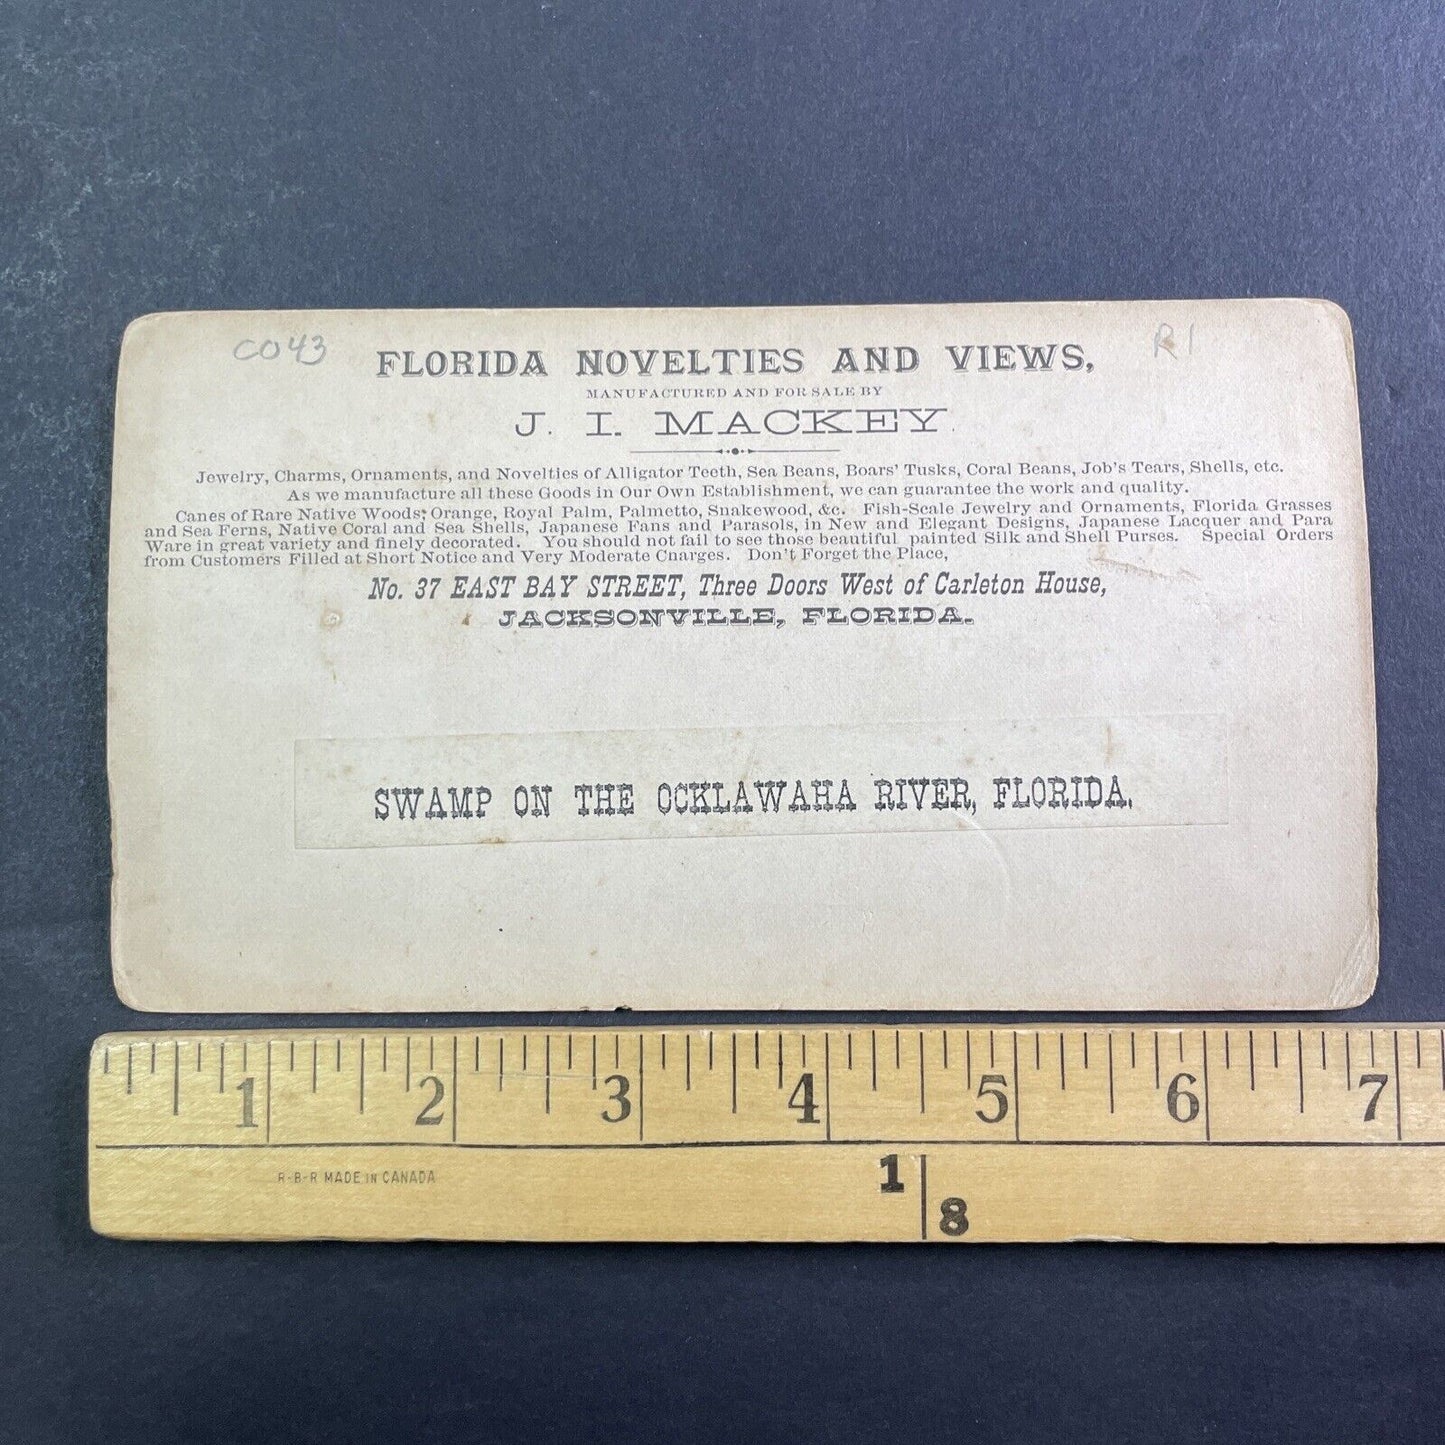 CO43
R1
FLORIDA NOVELTIES AND VIEWS,
MANUFACTURED AND FOR SALE BY
J. I. MACKEY.
Jewelry, Charms, Ornaments, and Novelties of Alligator Teeth, Sea Beans, Boars' Tusks, Coral Beans, Job's Tears, Shells, etc.
As we manufacture all these Goods in Our Own Establishment, we can guarantee the work and quality.
Canes of Rare Native Woods; Orange, Royal Palm, Palmetto, Snakewood, &c. Fish-Scale Jewelry and Ornaments, Florida Grasses
and Sea Ferns, Native Coral and Sea Shells, Japanese Fans and Parasols, in New and Elegant Designs, Japanese Lacquer and Para
Ware in great variety and finely decorated. You should not fail to see those beautiful painted Silk and Shell Purses. Special Orders
from Customers Filled at Short Notice and Very Moderate Cnarges. Don't Forget the Place,
No. 37 EAST BAY STREET, Three Doors West of Carleton House,
JACKSONVILLE, FLORIDA.
SWAMP ON THE OCKLAWAHA RIVER, FLORIDA.
1 2 3 4 5 6 7
R-B-R MADE IN CANADA
1
8